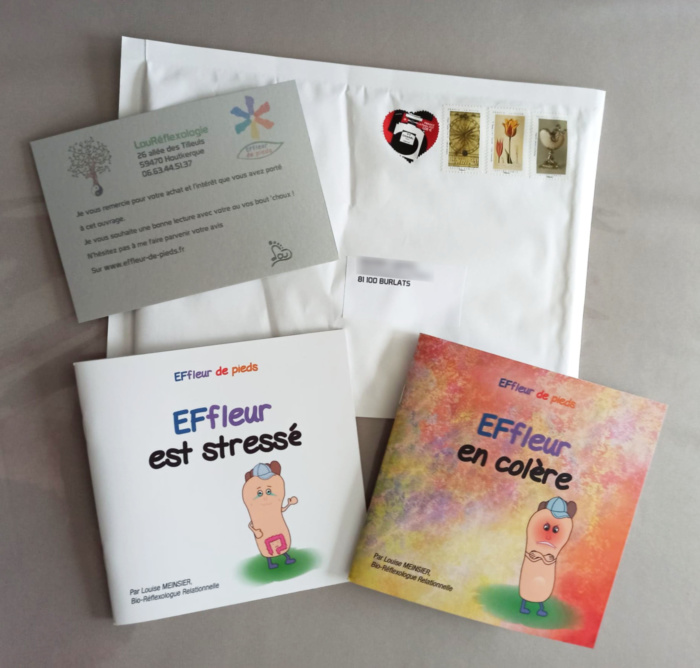 LouRéflexologie
26 allée des Tilleuls
59470 Houtkerque
06.63.44.51.37
EFfleur
de pieds
Je vous remercie pour votre achat et l'intérêt que vous avez porté
à cet ouvrage.
Je vous souhaite une bonne lecture avec votre ou vos bout 'choux !
N'hésitez pas à me faire parvenir votre avis
Sur www.effleur-de-pieds.fr
81 100 BURLATS
EFfleur de pieds
EFfleur
est stressé
Par Louise MEINSIER,
Bio-Réflexologue Relationnelle
EFfleur de pieds
EFfleur
en colère
Par Louise MEINSIER,
Bio-Réflexologue Relationnelle